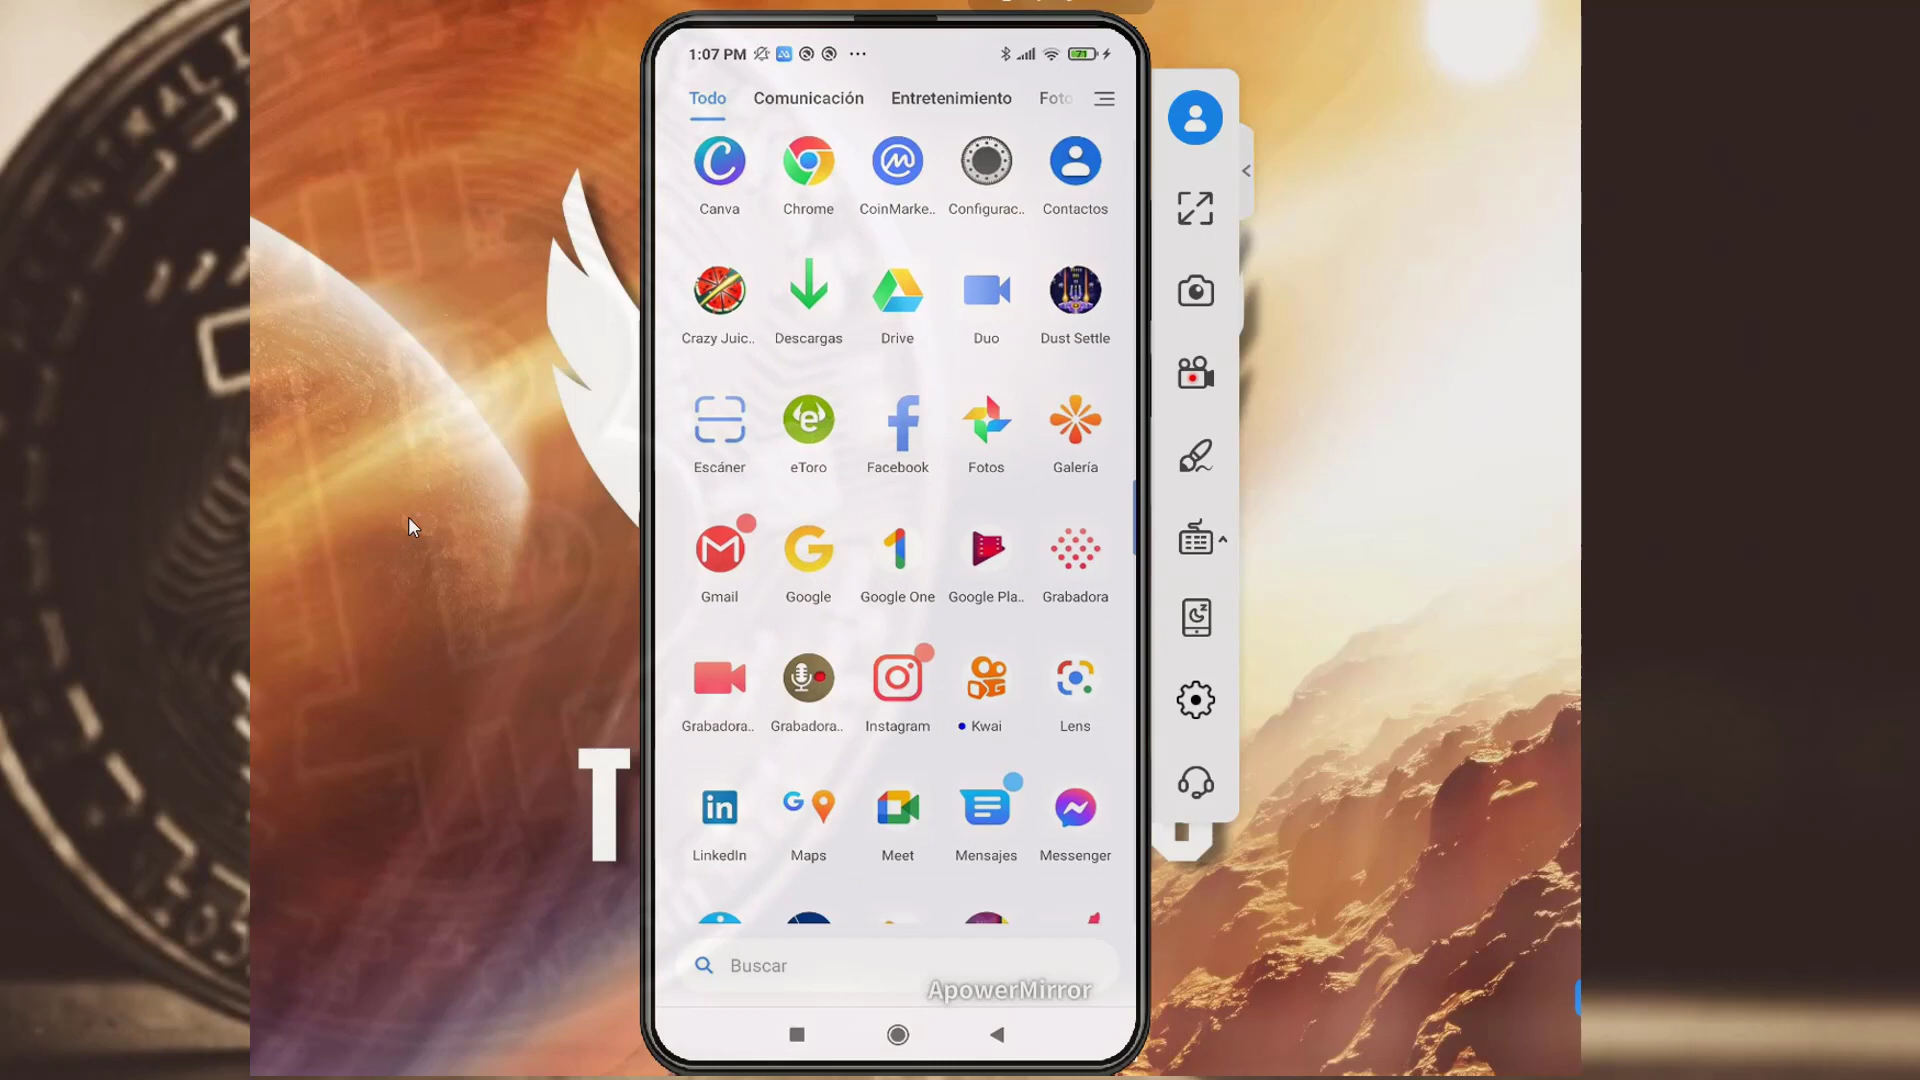 1:07 PM
71
Todo Comunicación Entretenimiento Foto
Canva Chrome CoinMarke.. Configurac.. Contactos
Crazy Juic.. Descargas Drive Duo Dust Settle
Escáner eToro Facebook Fotos Galería
Gmail Google Google One Google Pla.. Grabadora
Grabadora.. Grabadora.. Instagram Kwai Lens
LinkedIn Maps Meet Mensajes Messenger
Buscar
ApowerMirror
T